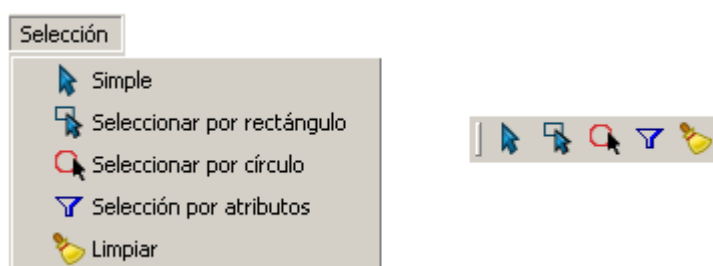 Selección
Simple
Seleccionar por rectángulo
Seleccionar por círculo
Selección por atributos
Limpiar